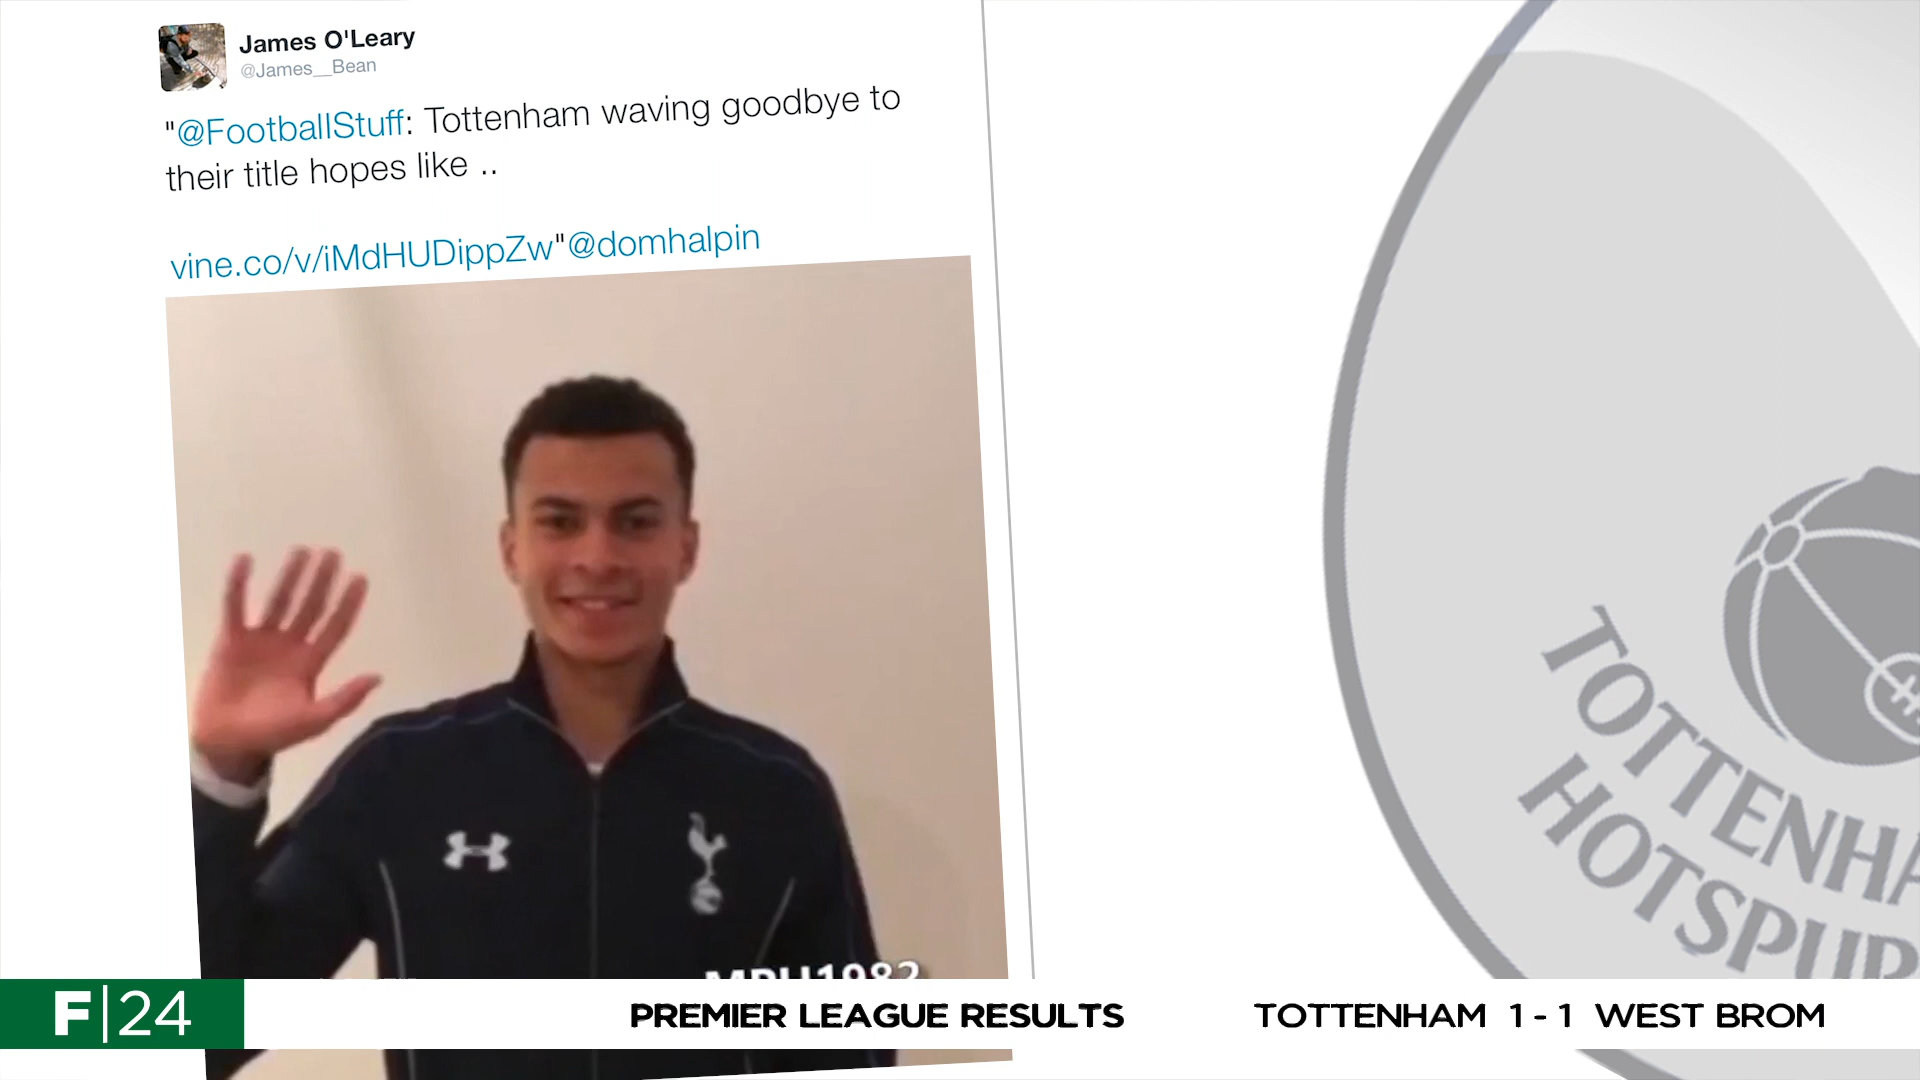 James O'Leary
@James__Bean
"@FootballStuff: Tottenham waving goodbye to
their title hopes like ..
vine.co/v/iMdHUDippZw"@domhalpin
TOTTENHAM
HOTSPUR
F|24
PREMIER LEAGUE RESULTS
TOTTENHAM 1 - 1 WEST BROM